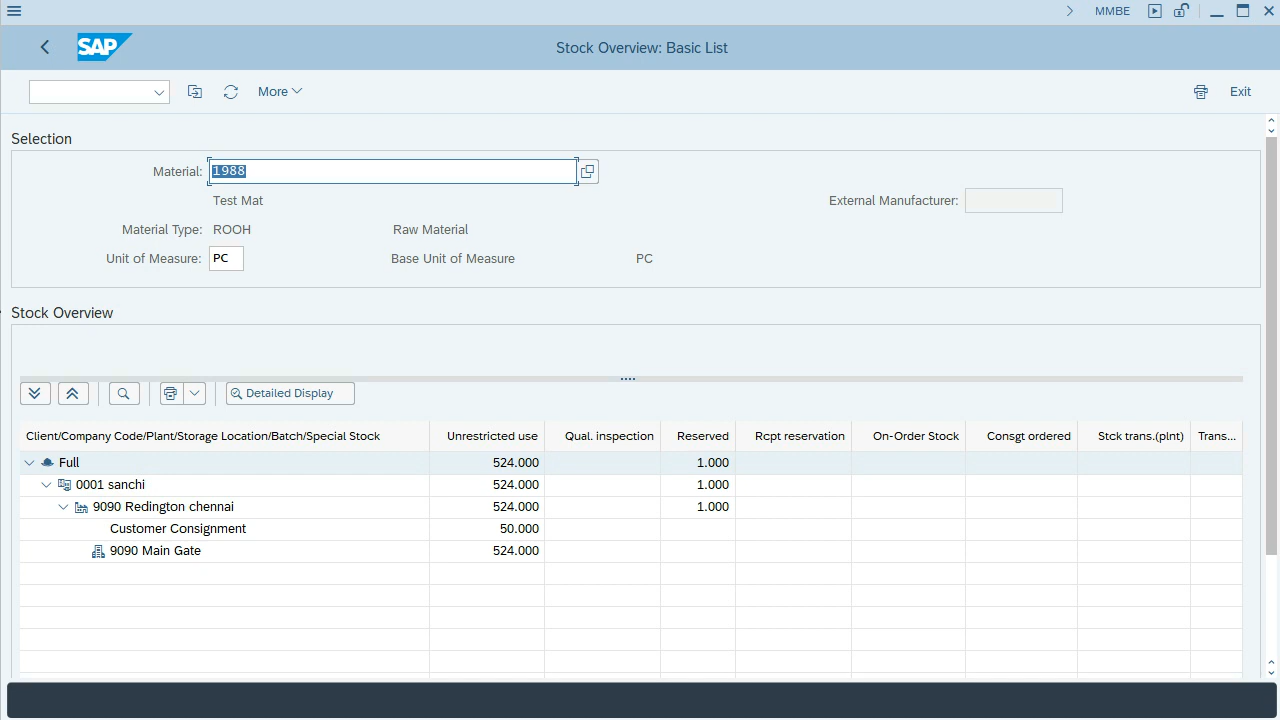 MMBE
SAP
Stock Overview: Basic List
More
Exit
Selection
Material: 1988
Test Mat
External Manufacturer:
Material Type: ROOH Raw Material
Unit of Measure: PC Base Unit of Measure PC
Stock Overview
Detailed Display
Client/Company Code/Plant/Storage Location/Batch/Special Stock Unrestricted use Qual. inspection Reserved Rcpt reservation On-Order Stock Consgt ordered Stck trans.(plnt) Trans...
Full 524.000 1.000
0001 sanchi 524.000 1.000
9090 Redington chennai 524.000 1.000
Customer Consignment 50.000
9090 Main Gate 524.000